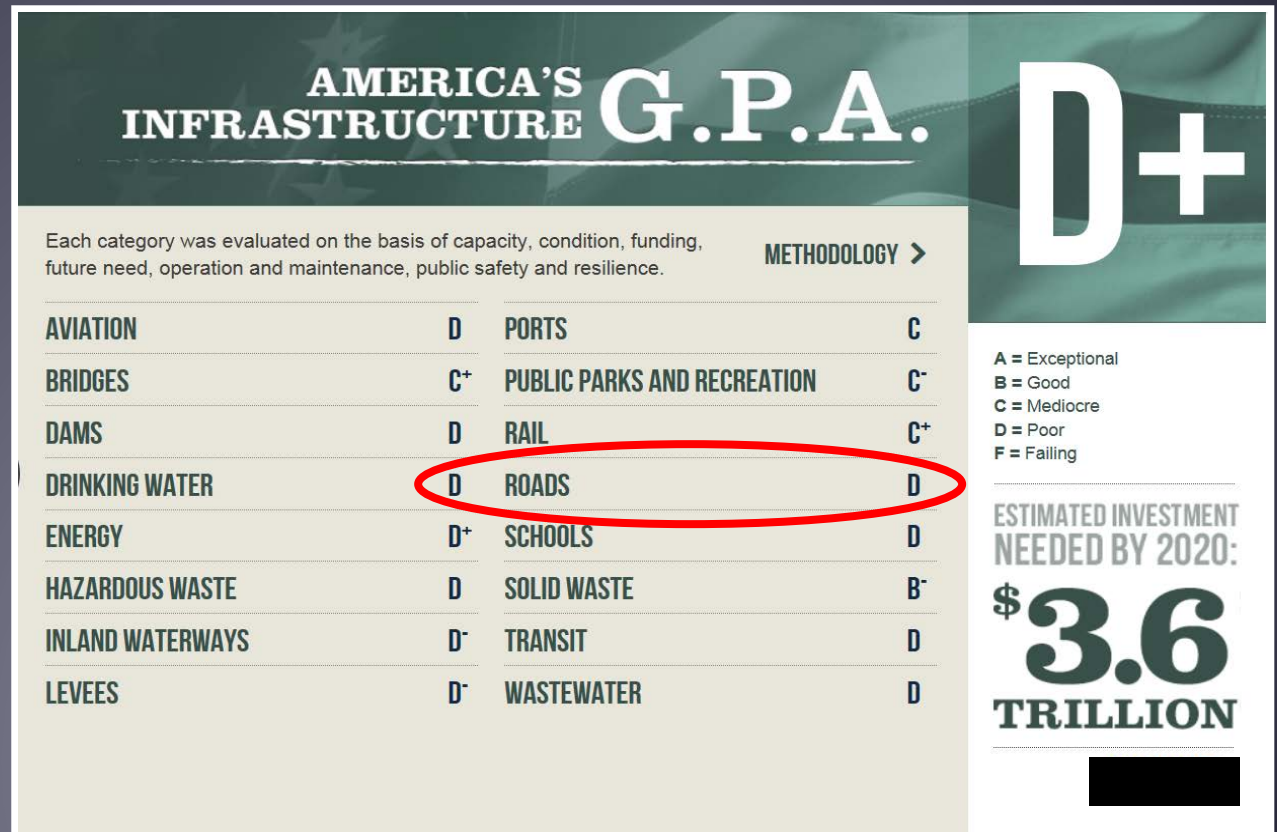 AMERICA'S
INFRASTRUCTURE G.P.A.
D+
Each category was evaluated on the basis of capacity, condition, funding,
future need, operation and maintenance, public safety and resilience.
METHODOLOGY >
AVIATION D
BRIDGES C+
DAMS D
DRINKING WATER D
ENERGY D+
HAZARDOUS WASTE D
INLAND WATERWAYS D-
LEVEES D-
PORTS C
PUBLIC PARKS AND RECREATION C-
RAIL C+
ROADS D
SCHOOLS D
SOLID WASTE B-
TRANSIT D
WASTEWATER D
A = Exceptional
B = Good
C = Mediocre
D = Poor
F = Failing
ESTIMATED INVESTMENT
NEEDED BY 2020:
$3.6
TRILLION